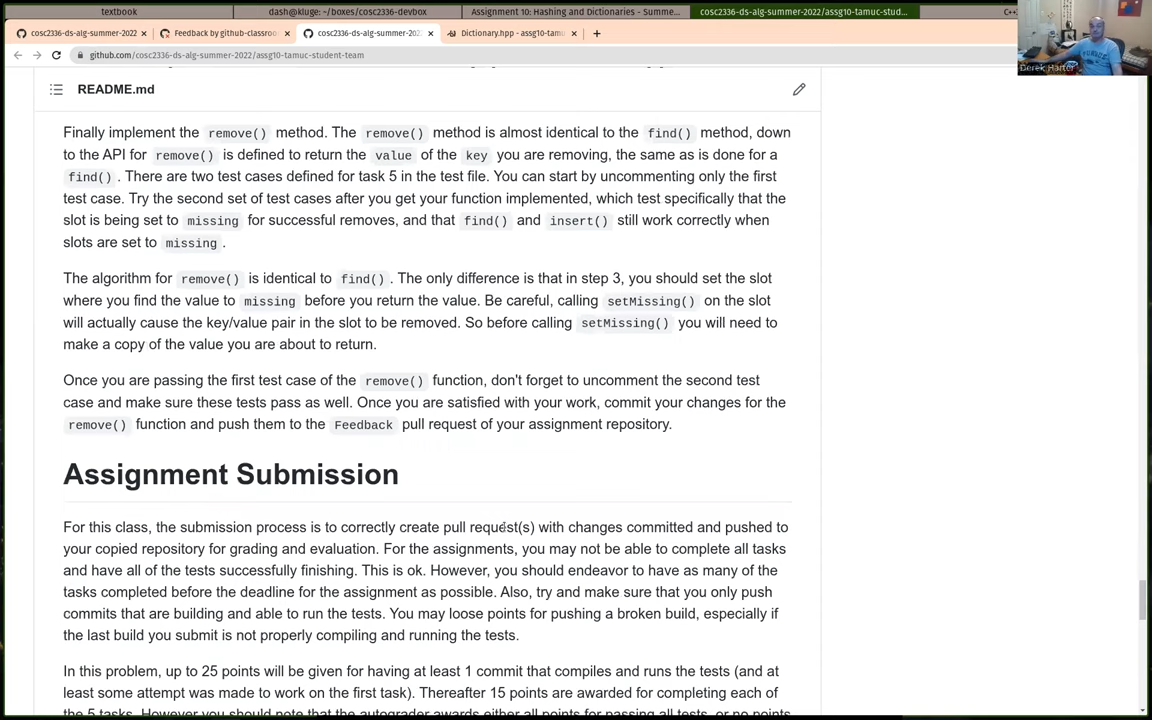 textbook
dash@kluge: ~/boxes/cosc2336-devbox
Assignment 10: Hashing and Dictionaries - Summe...
cosc2336-ds-alg-summer-2022/assg10-tamuc-stud...
C++
cosc2336-ds-alg-summer-2022
Feedback by github-classroo
cosc2336-ds-alg-summer-202
Dictionary.hpp - assg10-tam
github.com/cosc2336-ds-alg-summer-2022/assg10-tamuc-student-team
Derek Harter
README.md
Finally implement the remove() method. The remove() method is almost identical to the find() method, down
to the API for remove() is defined to return the value of the key you are removing, the same as is done for a
find() . There are two test cases defined for task 5 in the test file. You can start by uncommenting only the first
test case. Try the second set of test cases after you get your function implemented, which test specifically that the
slot is being set to missing for successful removes, and that find() and insert() still work correctly when
slots are set to missing .
The algorithm for remove() is identical to find() . The only difference is that in step 3, you should set the slot
where you find the value to missing before you return the value. Be careful, calling setMissing() on the slot
will actually cause the key/value pair in the slot to be removed. So before calling setMissing() you will need to
make a copy of the value you are about to return.
Once you are passing the first test case of the remove() function, don't forget to uncomment the second test
case and make sure these tests pass as well. Once you are satisfied with your work, commit your changes for the
remove() function and push them to the Feedback pull request of your assignment repository.
Assignment Submission
For this class, the submission process is to correctly create pull request(s) with changes committed and pushed to
your copied repository for grading and evaluation. For the assignments, you may not be able to complete all tasks
and have all of the tests successfully finishing. This is ok. However, you should endeavor to have as many of the
tasks completed before the deadline for the assignment as possible. Also, try and make sure that you only push
commits that are building and able to run the tests. You may loose points for pushing a broken build, especially if
the last build you submit is not properly compiling and running the tests.
In this problem, up to 25 points will be given for having at least 1 commit that compiles and runs the tests (and at
least some attempt was made to work on the first task). Thereafter 15 points are awarded for completing each of
the 5 tasks. However you should note that the autograder awards either all points for passing all tests, or no points